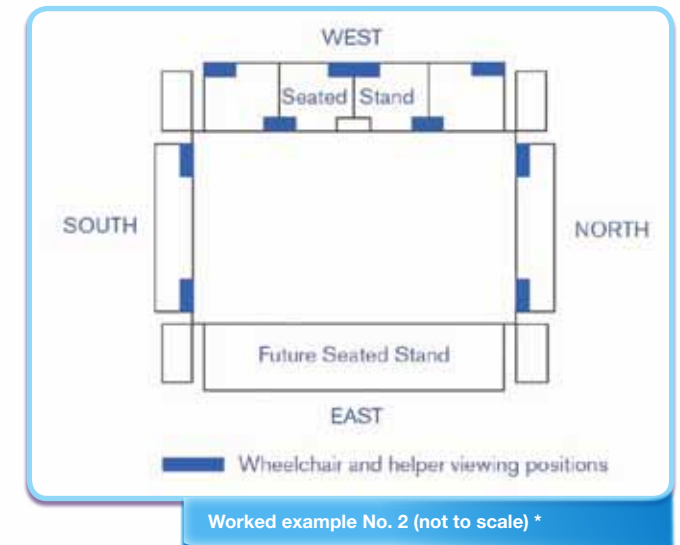 WEST
Seated Stand
SOUTH
NORTH
Future Seated Stand
EAST
Wheelchair and helper viewing positions
Worked example No. 2 (not to scale) *